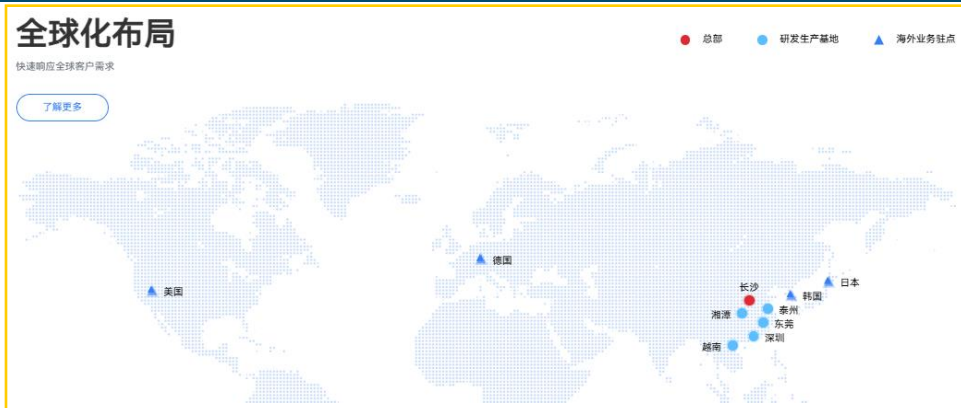 全球化布局
快速响应全球客户需求
总部
研发生产基地
海外业务驻点
了解更多
德国
美国
日本
长沙
韩国
泰州
湘潭
东莞
深圳
越南